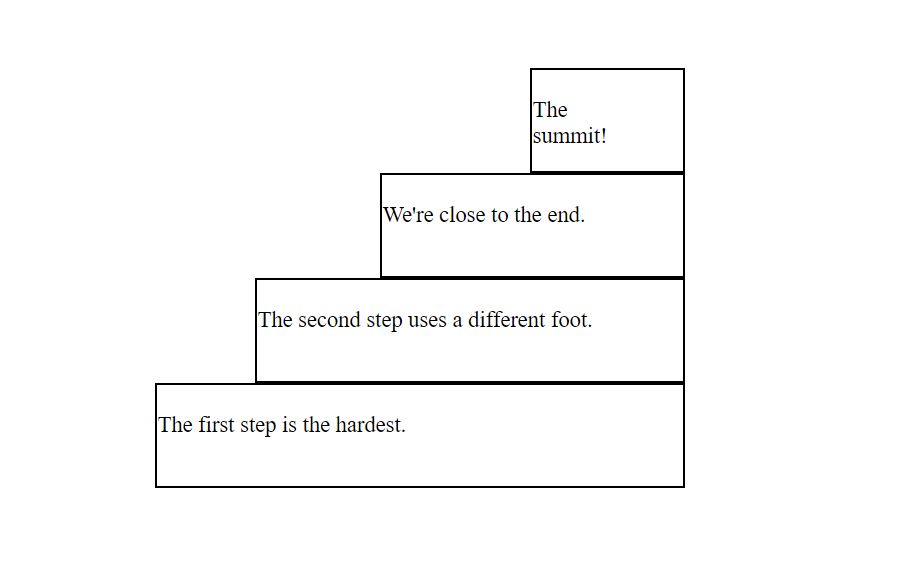 The
summit!
We're close to the end.
The second step uses a different foot.
The first step is the hardest.